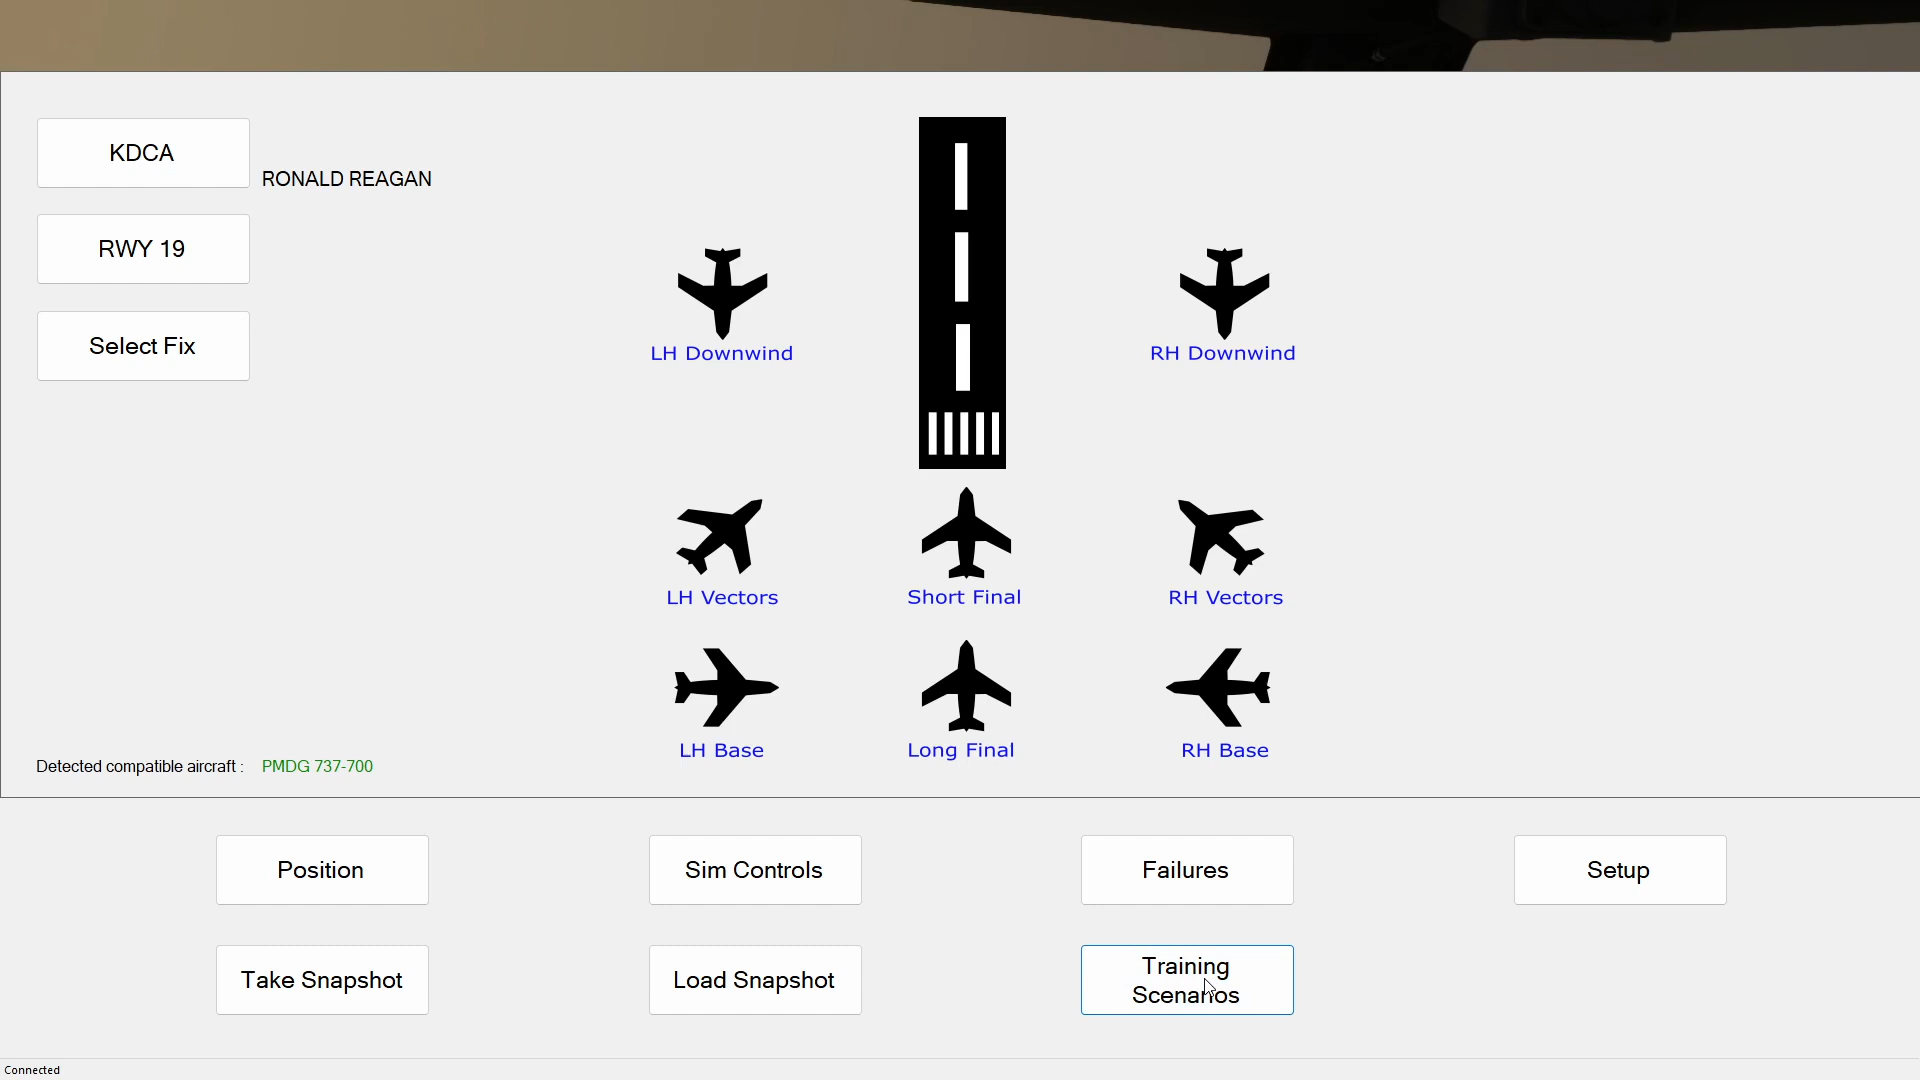 KDCA
RONALD REAGAN
RWY 19
Select Fix
LH Downwind
RH Downwind
LH Vectors
Short Final
RH Vectors
LH Base
Long Final
RH Base
Detected compatible aircraft : PMDG 737-700
Position
Sim Controls
Failures
Setup
Take Snapshot
Load Snapshot
Training
Scenarios
Connected